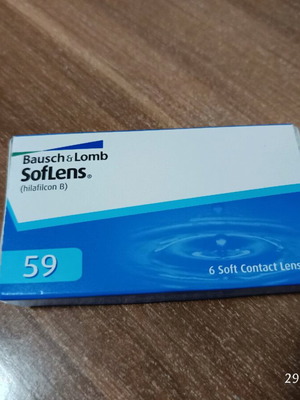 Bausch & Lomb
SofLens®
(hilafilcon B)
59
6 Soft Contact Lens
29